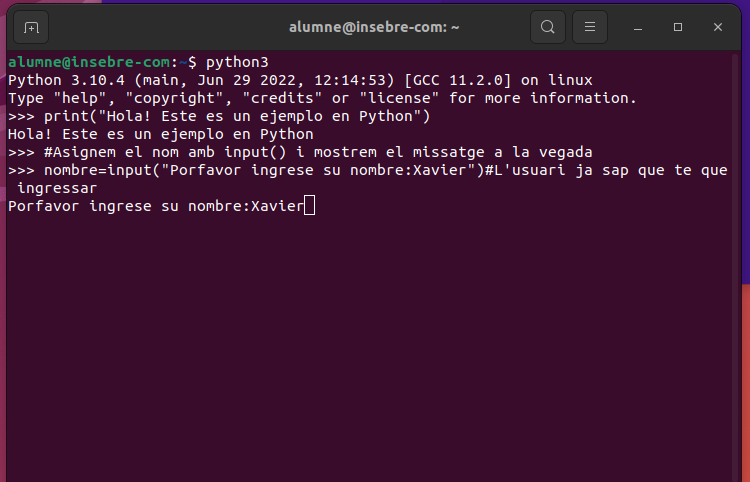 alumne@insebre-com: ~
alumne@insebre-com:~$ python3
Python 3.10.4 (main, Jun 29 2022, 12:14:53) [GCC 11.2.0] on linux
Type "help", "copyright", "credits" or "license" for more information.
>>> print("Hola! Este es un ejemplo en Python")
Hola! Este es un ejemplo en Python
>>> #Asignem el nom amb input() i mostrem el missatge a la vegada
>>> nombre=input("Porfavor ingrese su nombre:Xavier")#L'usuari ja sap que te que
ingressar
Porfavor ingrese su nombre:Xavier